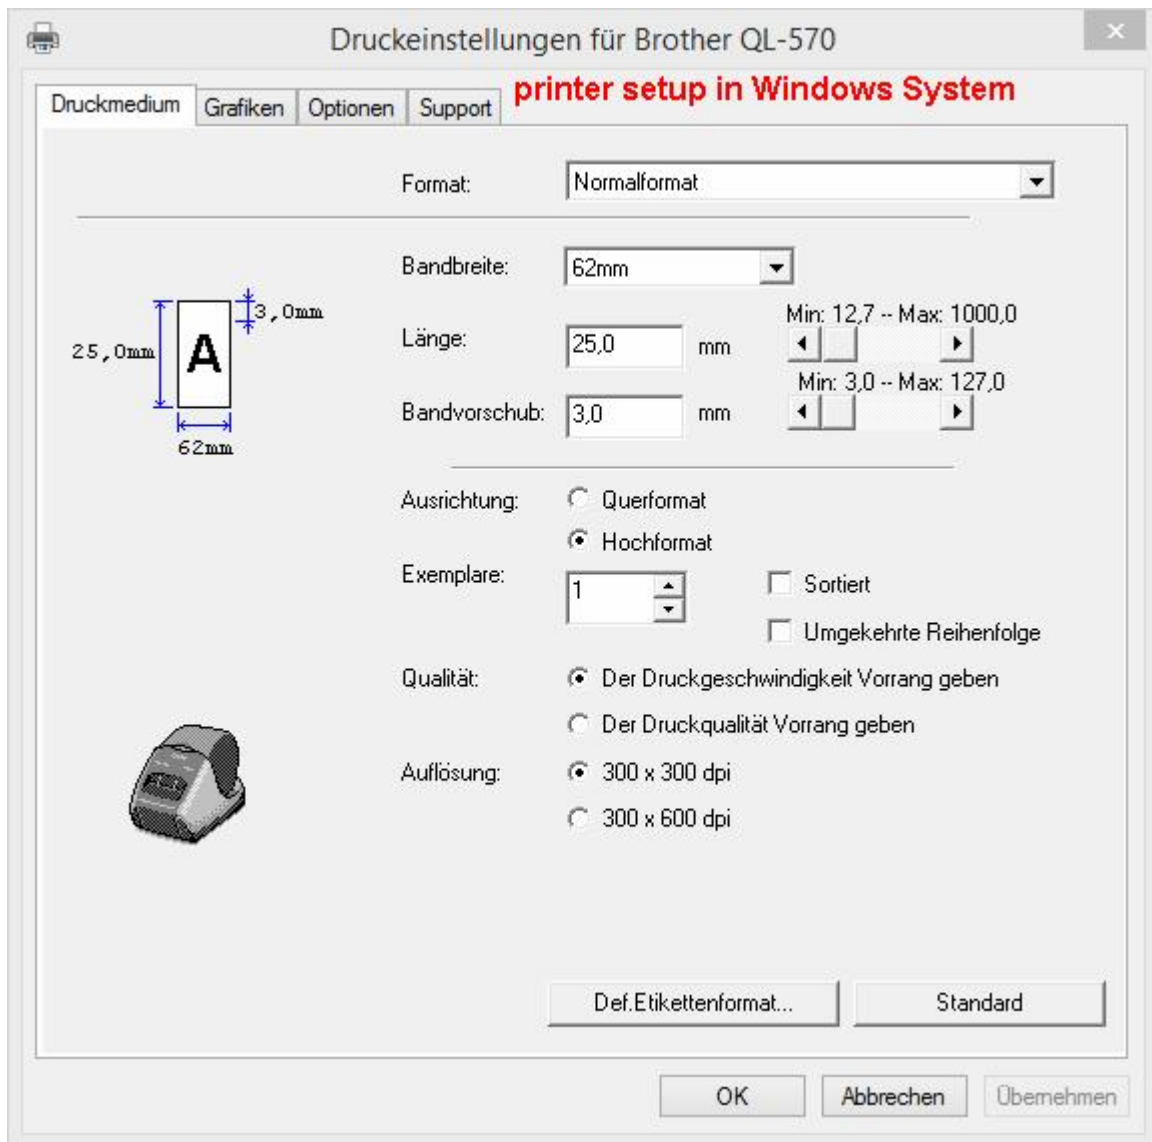 Druckeinstellungen für Brother QL-570
printer setup in Windows System
Druckmedium Grafiken Optionen Support
Format: Normalformat
Bandbreite: 62mm
Min: 12,7 -- Max: 1000,0
Länge: 25,0 mm
Min: 3,0 -- Max: 127,0
Bandvorschub: 3,0 mm
3,0mm
25,0mm
A
62mm
Ausrichtung: Querformat
Hochformat
Exemplare: 1 Sortiert
Umgekehrte Reihenfolge
Qualität: Der Druckgeschwindigkeit Vorrang geben
Der Druckqualität Vorrang geben
Auflösung: 300 x 300 dpi
300 x 600 dpi
Def.Etikettenformat... Standard
OK Abbrechen Übernehmen